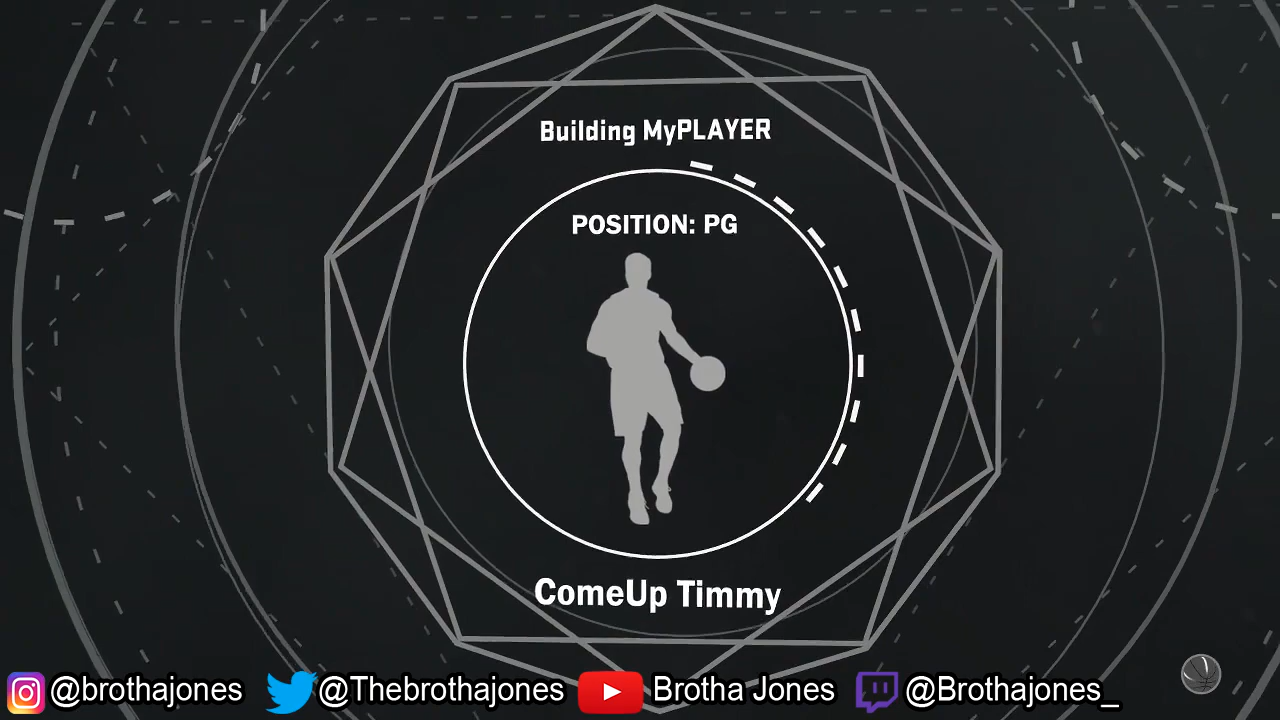 Building MyPLAYER
POSITION: PG
ComeUp Timmy
@brothajones @Thebrothajones Brotha Jones @Brothajones_